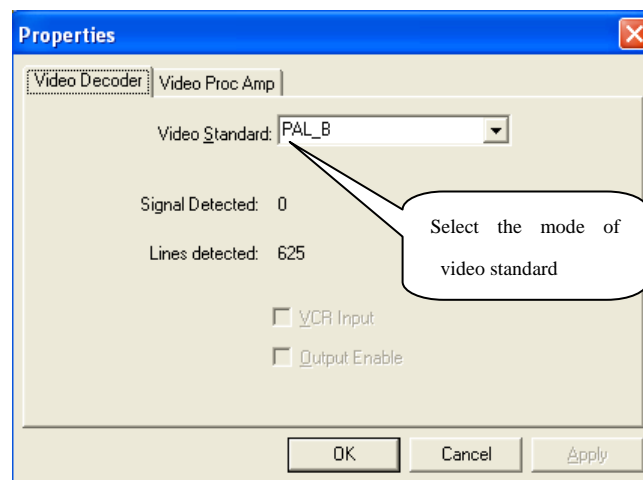 Properties
Video Decoder Video Proc Amp
Video Standard: PAL_B
Signal Detected: 0
Select the mode of
video standard
Lines detected: 625
VCR Input
Output Enable
OK Cancel Apply